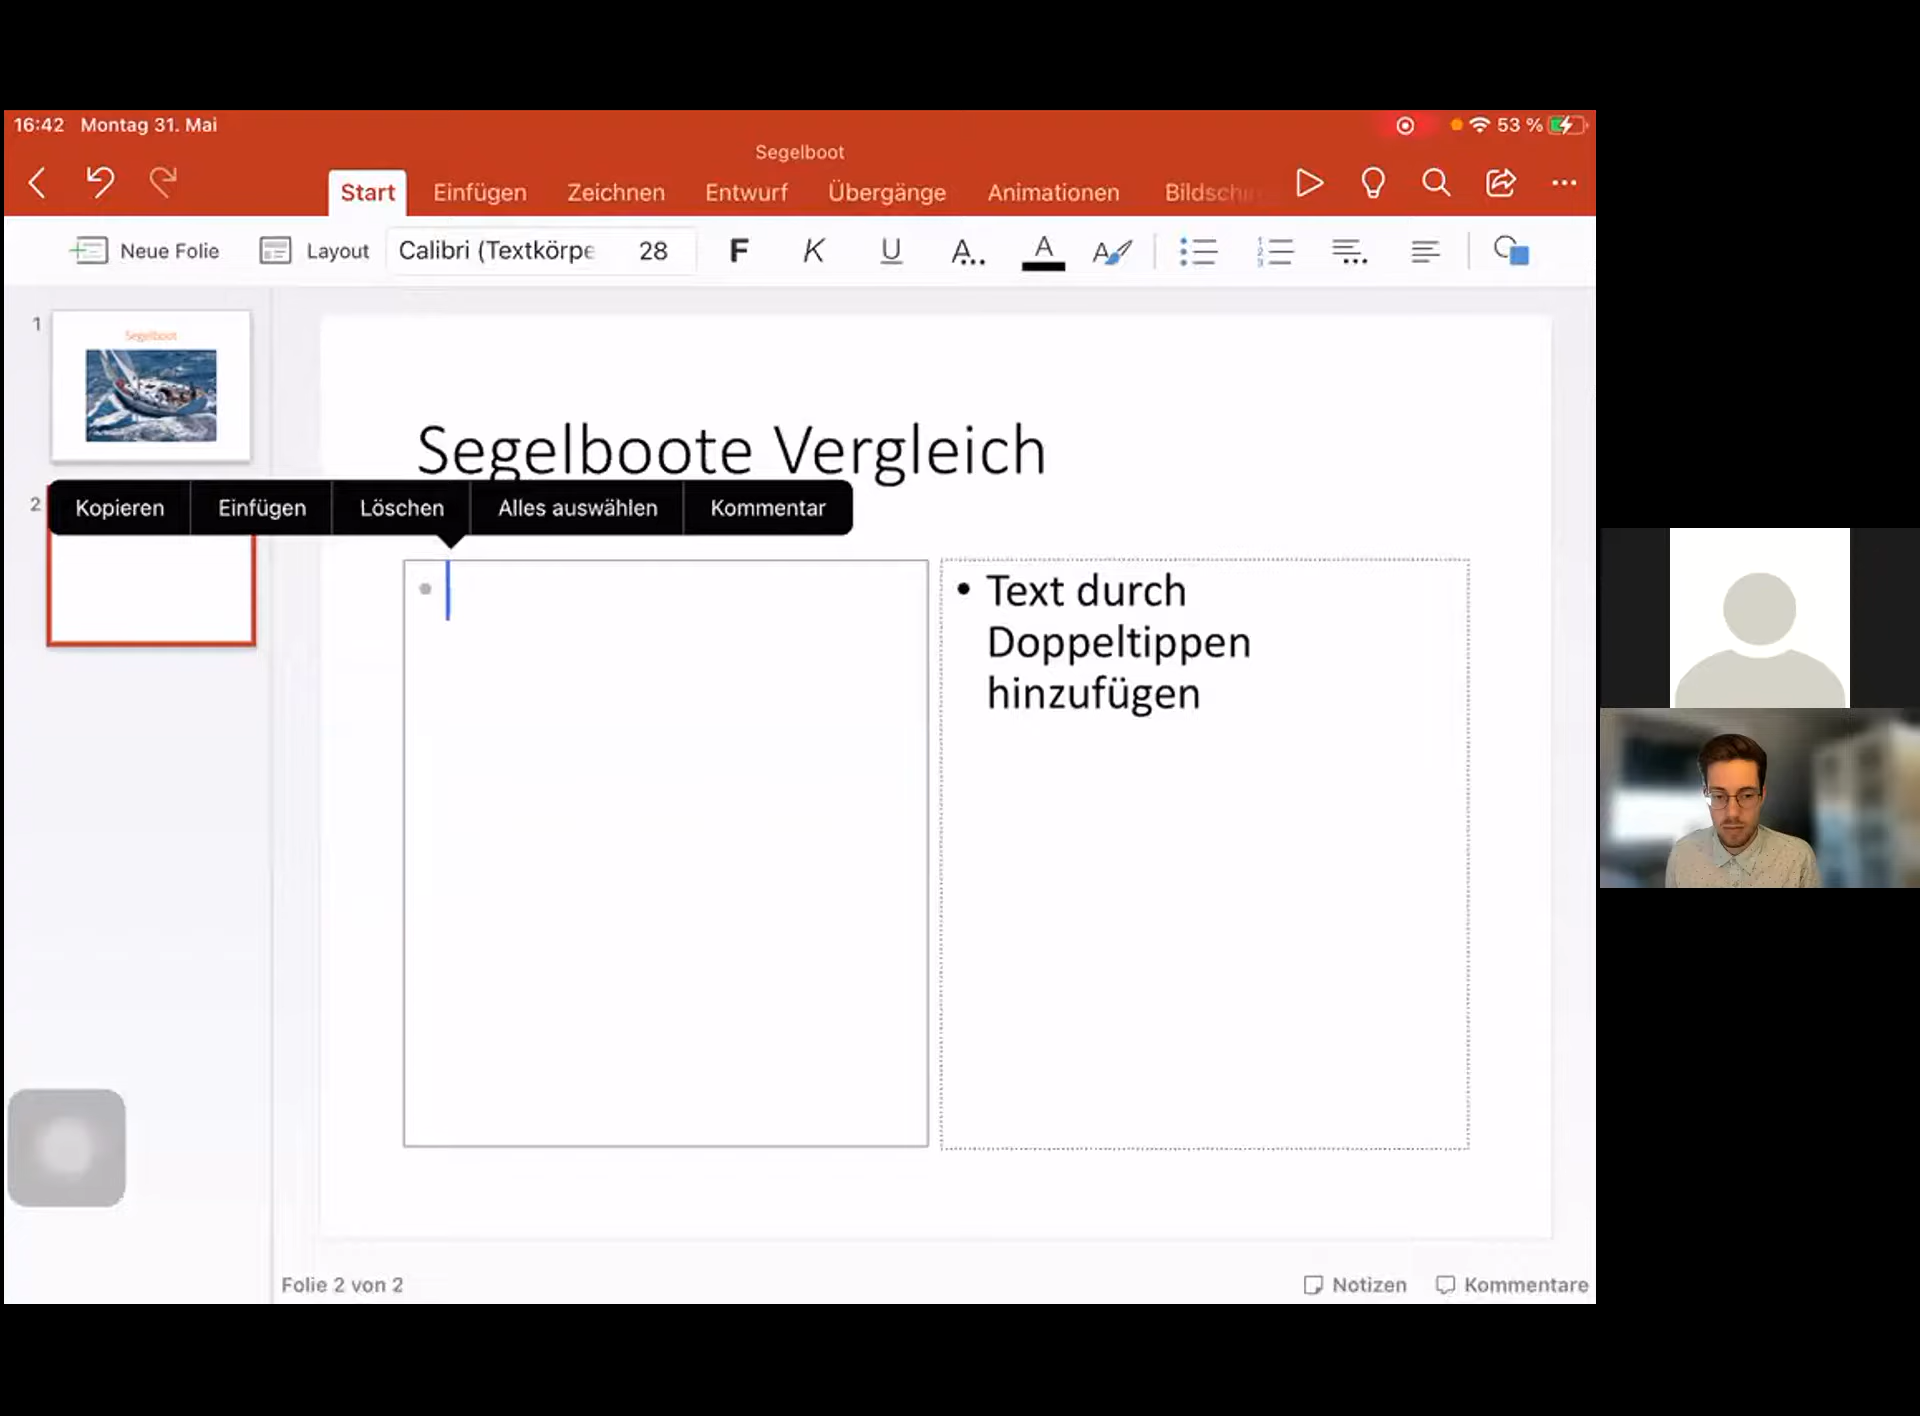 16:42 Montag 31. Mai
53 %
Segelboot
Start Einfügen Zeichnen Entwurf Übergänge Animationen
Neue Folie Layout Calibri (Textkörpe 28 F K U A.. A A
1
Segelboot
Segelboote Vergleich
2
Kopieren Einfügen Löschen Alles auswählen Kommentar
• Text durch
Doppeltippen
hinzufügen
Folie 2 von 2 Notizen Kommentare